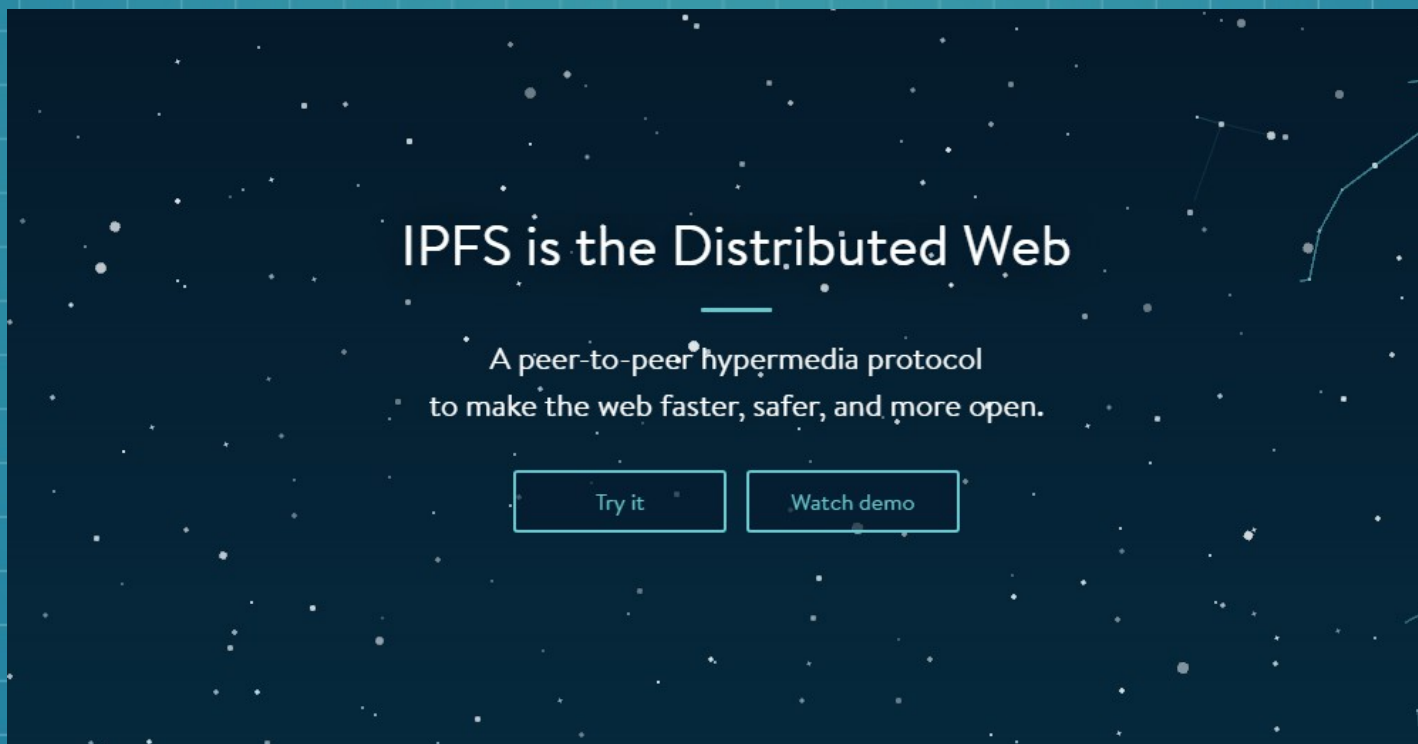 IPFS is the Distributed Web
A peer-to-peer hypermedia protocol
to make the web faster, safer, and more open.
Try it
Watch demo